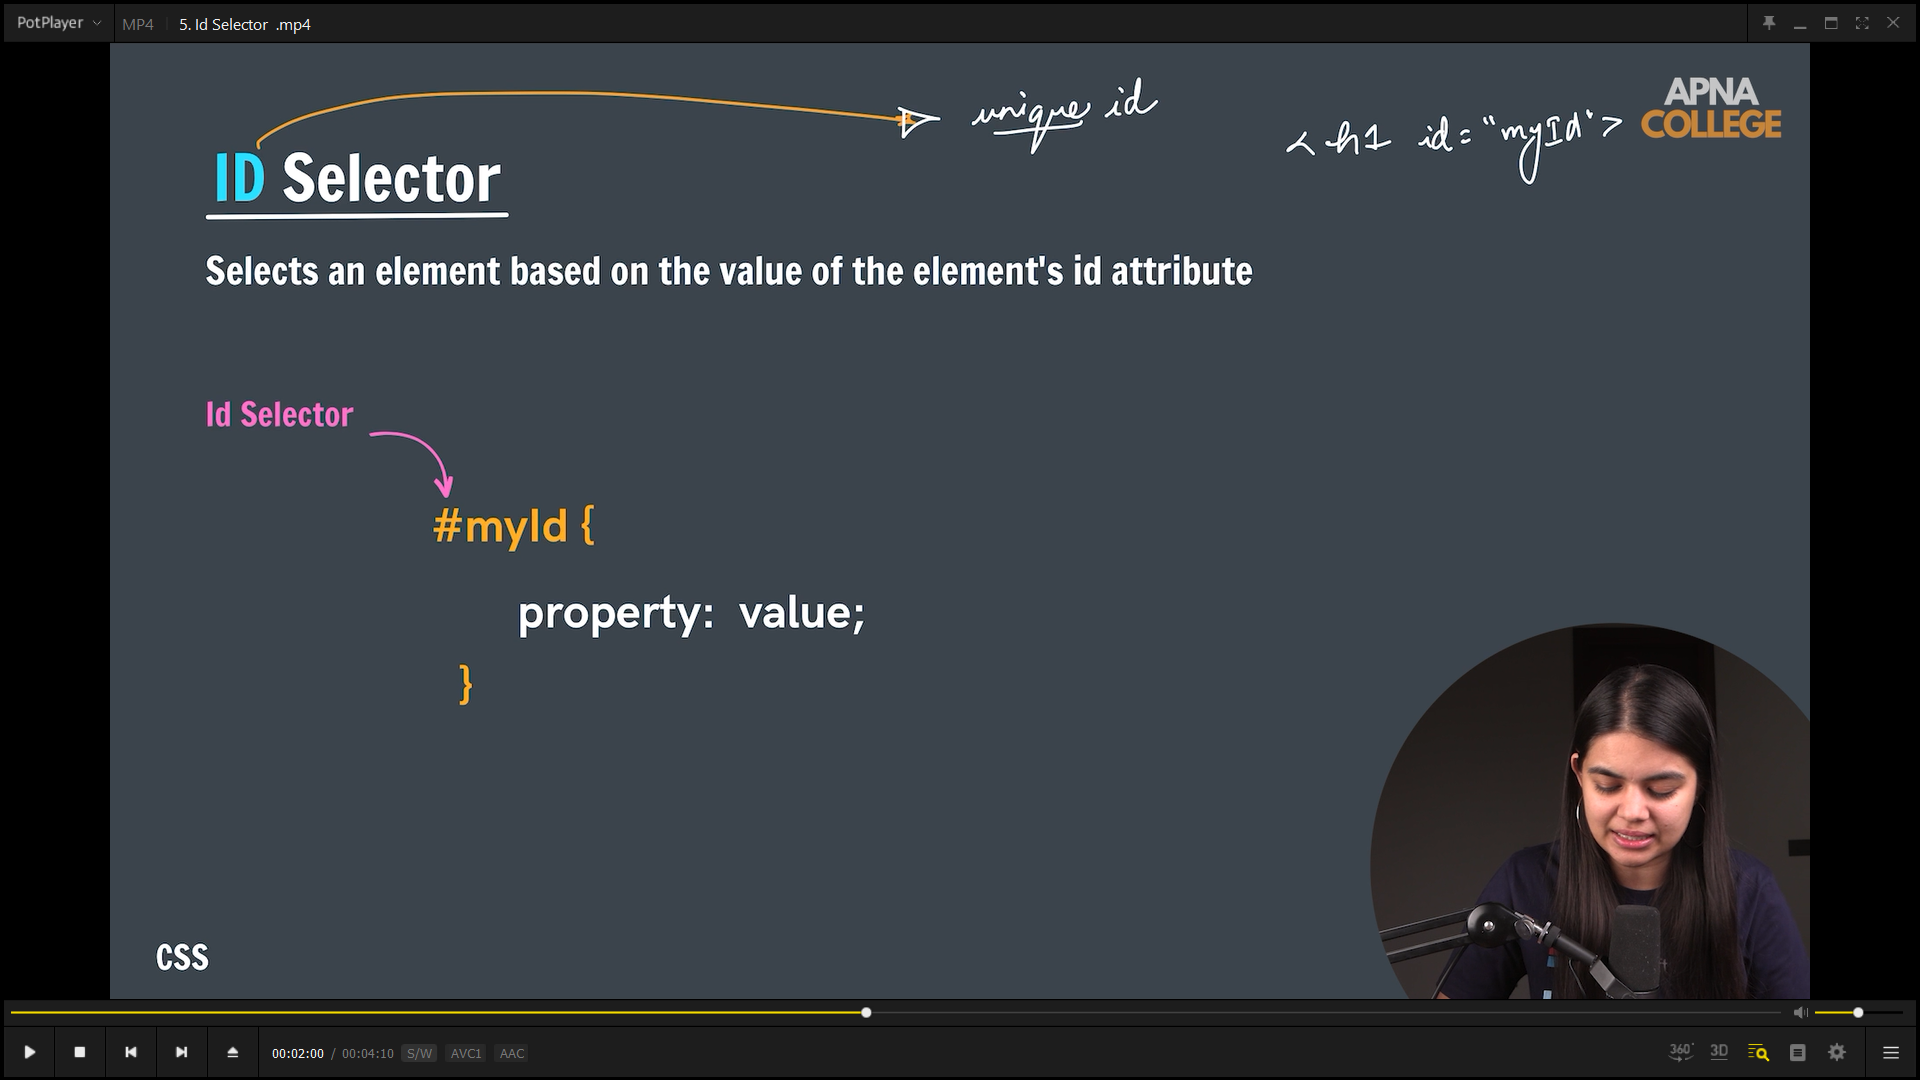 PotPlayer MP4 5. Id Selector .mp4
unique id
<h1 id="myId">
APNA
COLLEGE
ID Selector
Selects an element based on the value of the element's id attribute
Id Selector
#myId {
property: value;
}
CSS
00:02:00 / 00:04:10 S/W AVC1 AAC
360° 3D